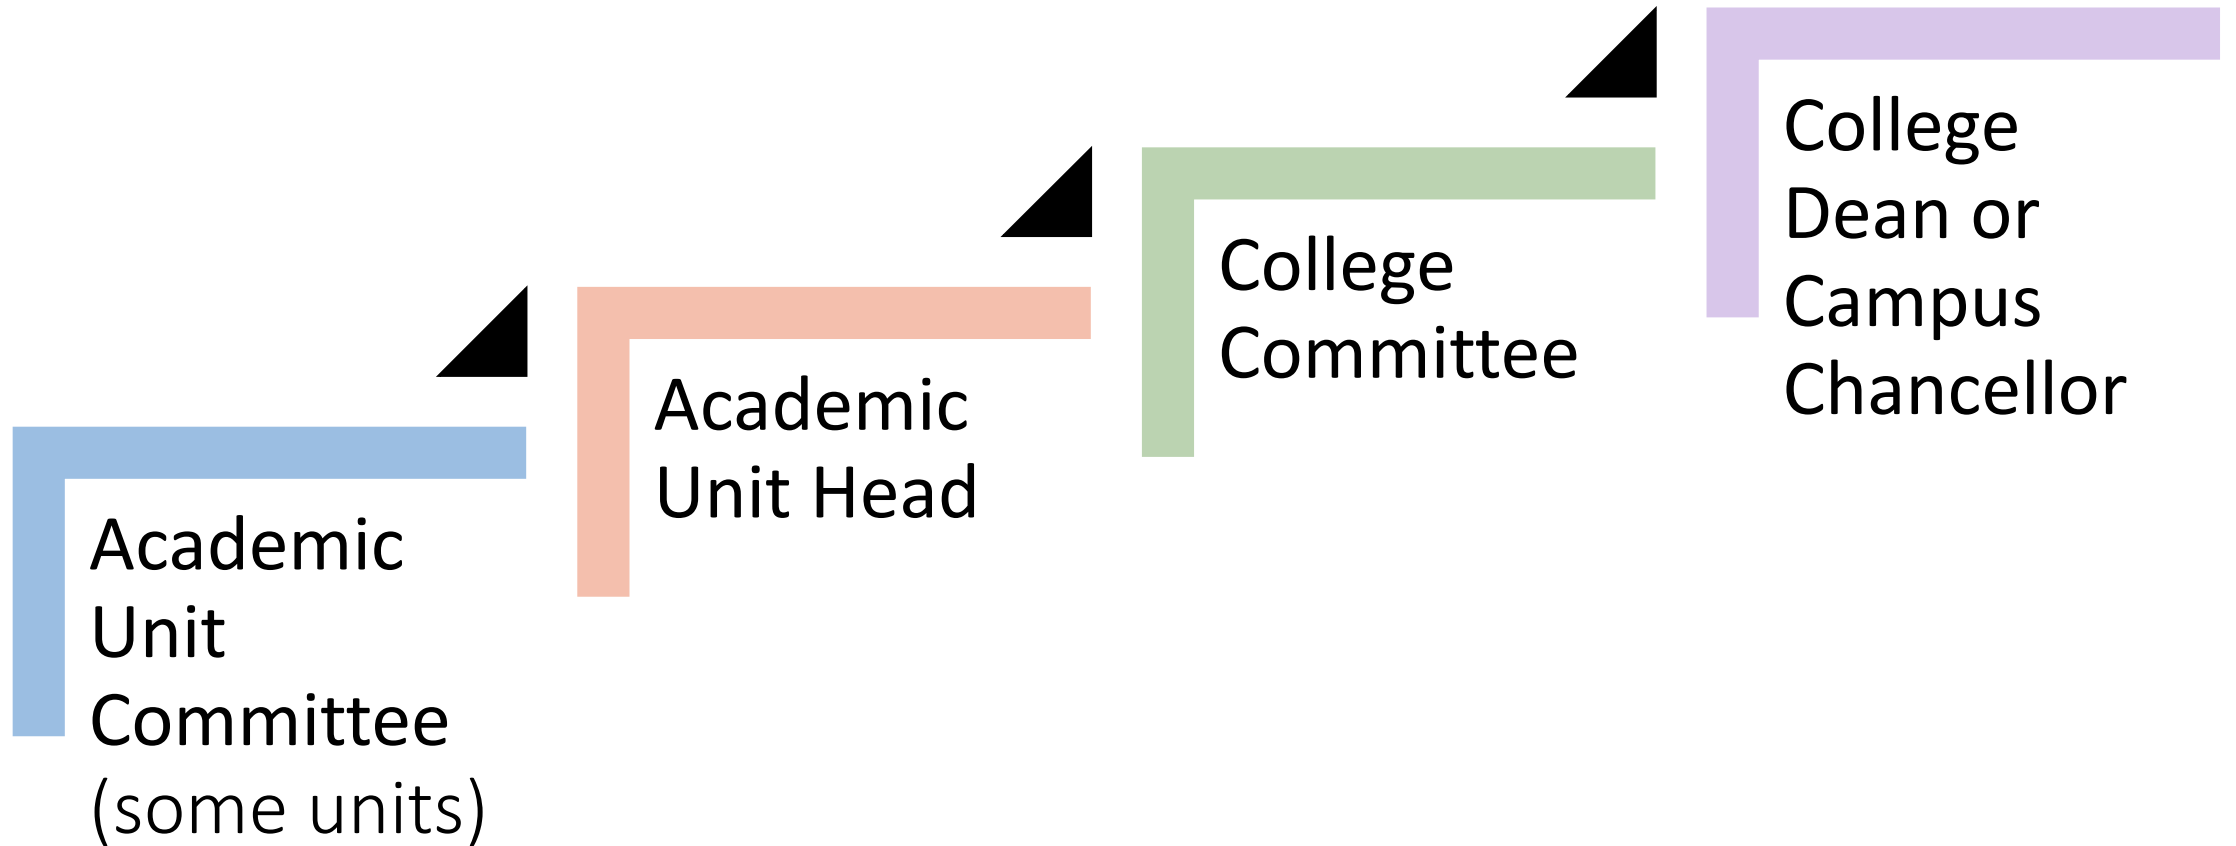 Academic
Unit
Committee
(some units)
Academic
Unit Head
College
Committee
College
Dean or
Campus
Chancellor